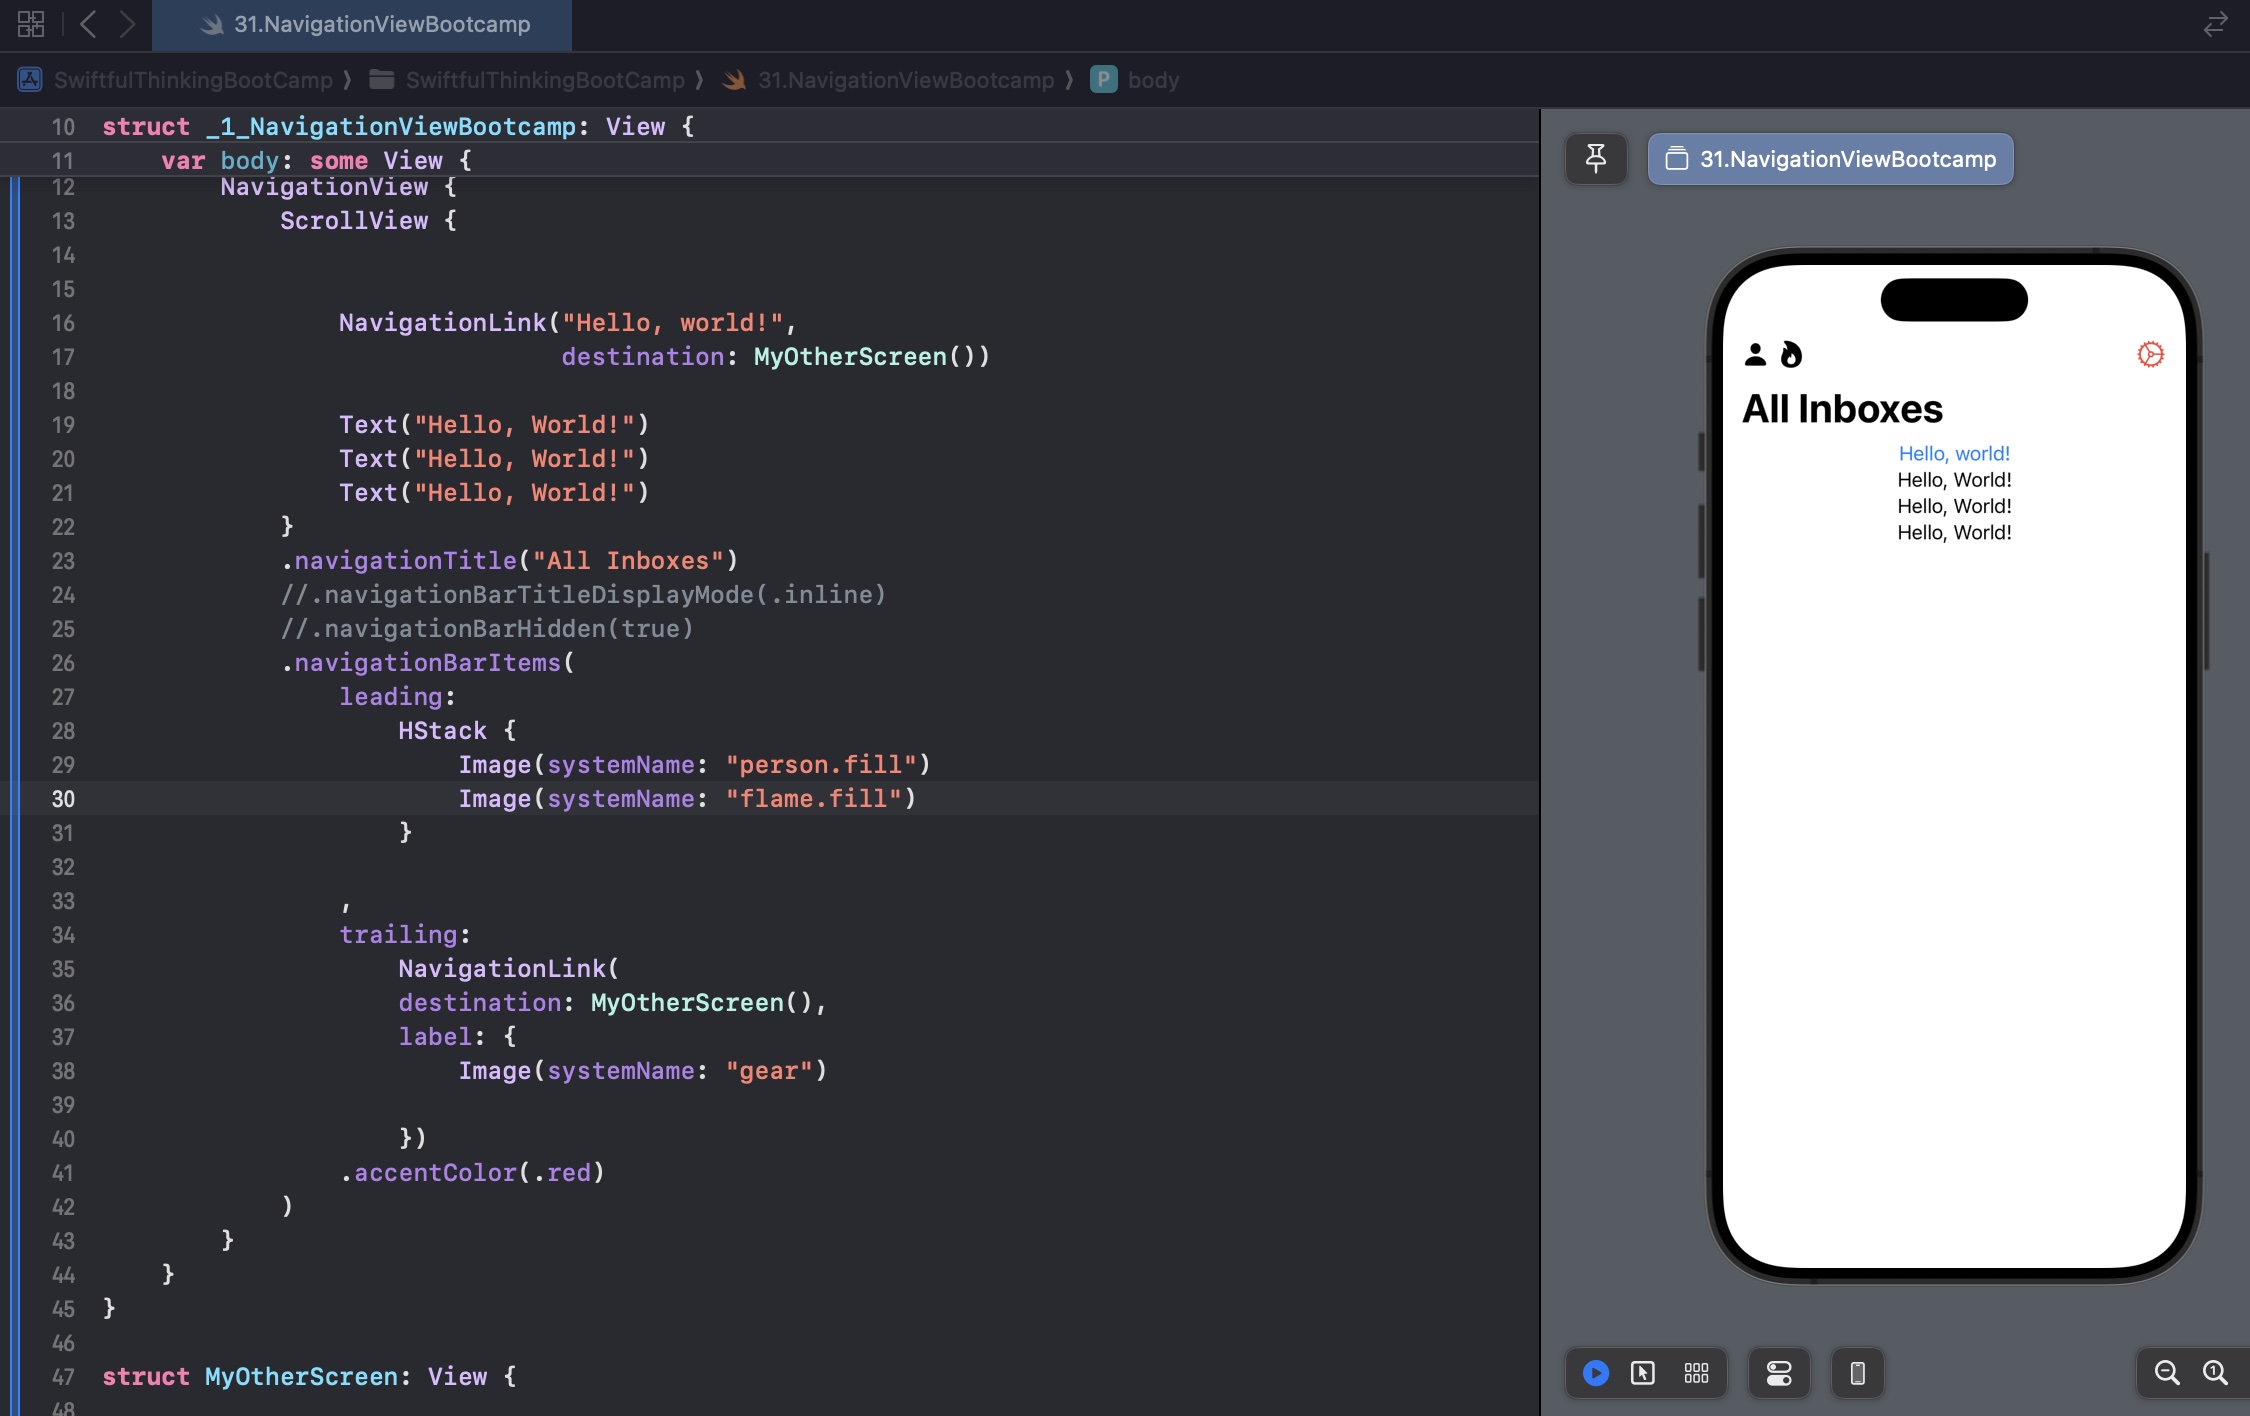 31.NavigationViewBootcamp
SwiftfulThinkingBootCamp ⟩ SwiftfulThinkingBootCamp ⟩ 31.NavigationViewBootcamp ⟩ P body
10 struct _1_NavigationViewBootcamp: View {
11     var body: some View {
12         NavigationView {
13             ScrollView {
14
15
16                 NavigationLink("Hello, world!",
17                                destination: MyOtherScreen())
18
19                 Text("Hello, World!")
20                 Text("Hello, World!")
21                 Text("Hello, World!")
22             }
23             .navigationTitle("All Inboxes")
24             //.navigationBarTitleDisplayMode(.inline)
25             //.navigationBarHidden(true)
26             .navigationBarItems(
27                 leading:
28                     HStack {
29                         Image(systemName: "person.fill")
30                         Image(systemName: "flame.fill")
31                     }
32
33                 ,
34                 trailing:
35                     NavigationLink(
36                     destination: MyOtherScreen(),
37                     label: {
38                         Image(systemName: "gear")
39
40                     })
41                 .accentColor(.red)
42             )
43         }
44     }
45 }
46
47 struct MyOtherScreen: View {
48
31.NavigationViewBootcamp
All Inboxes
Hello, world!
Hello, World!
Hello, World!
Hello, World!